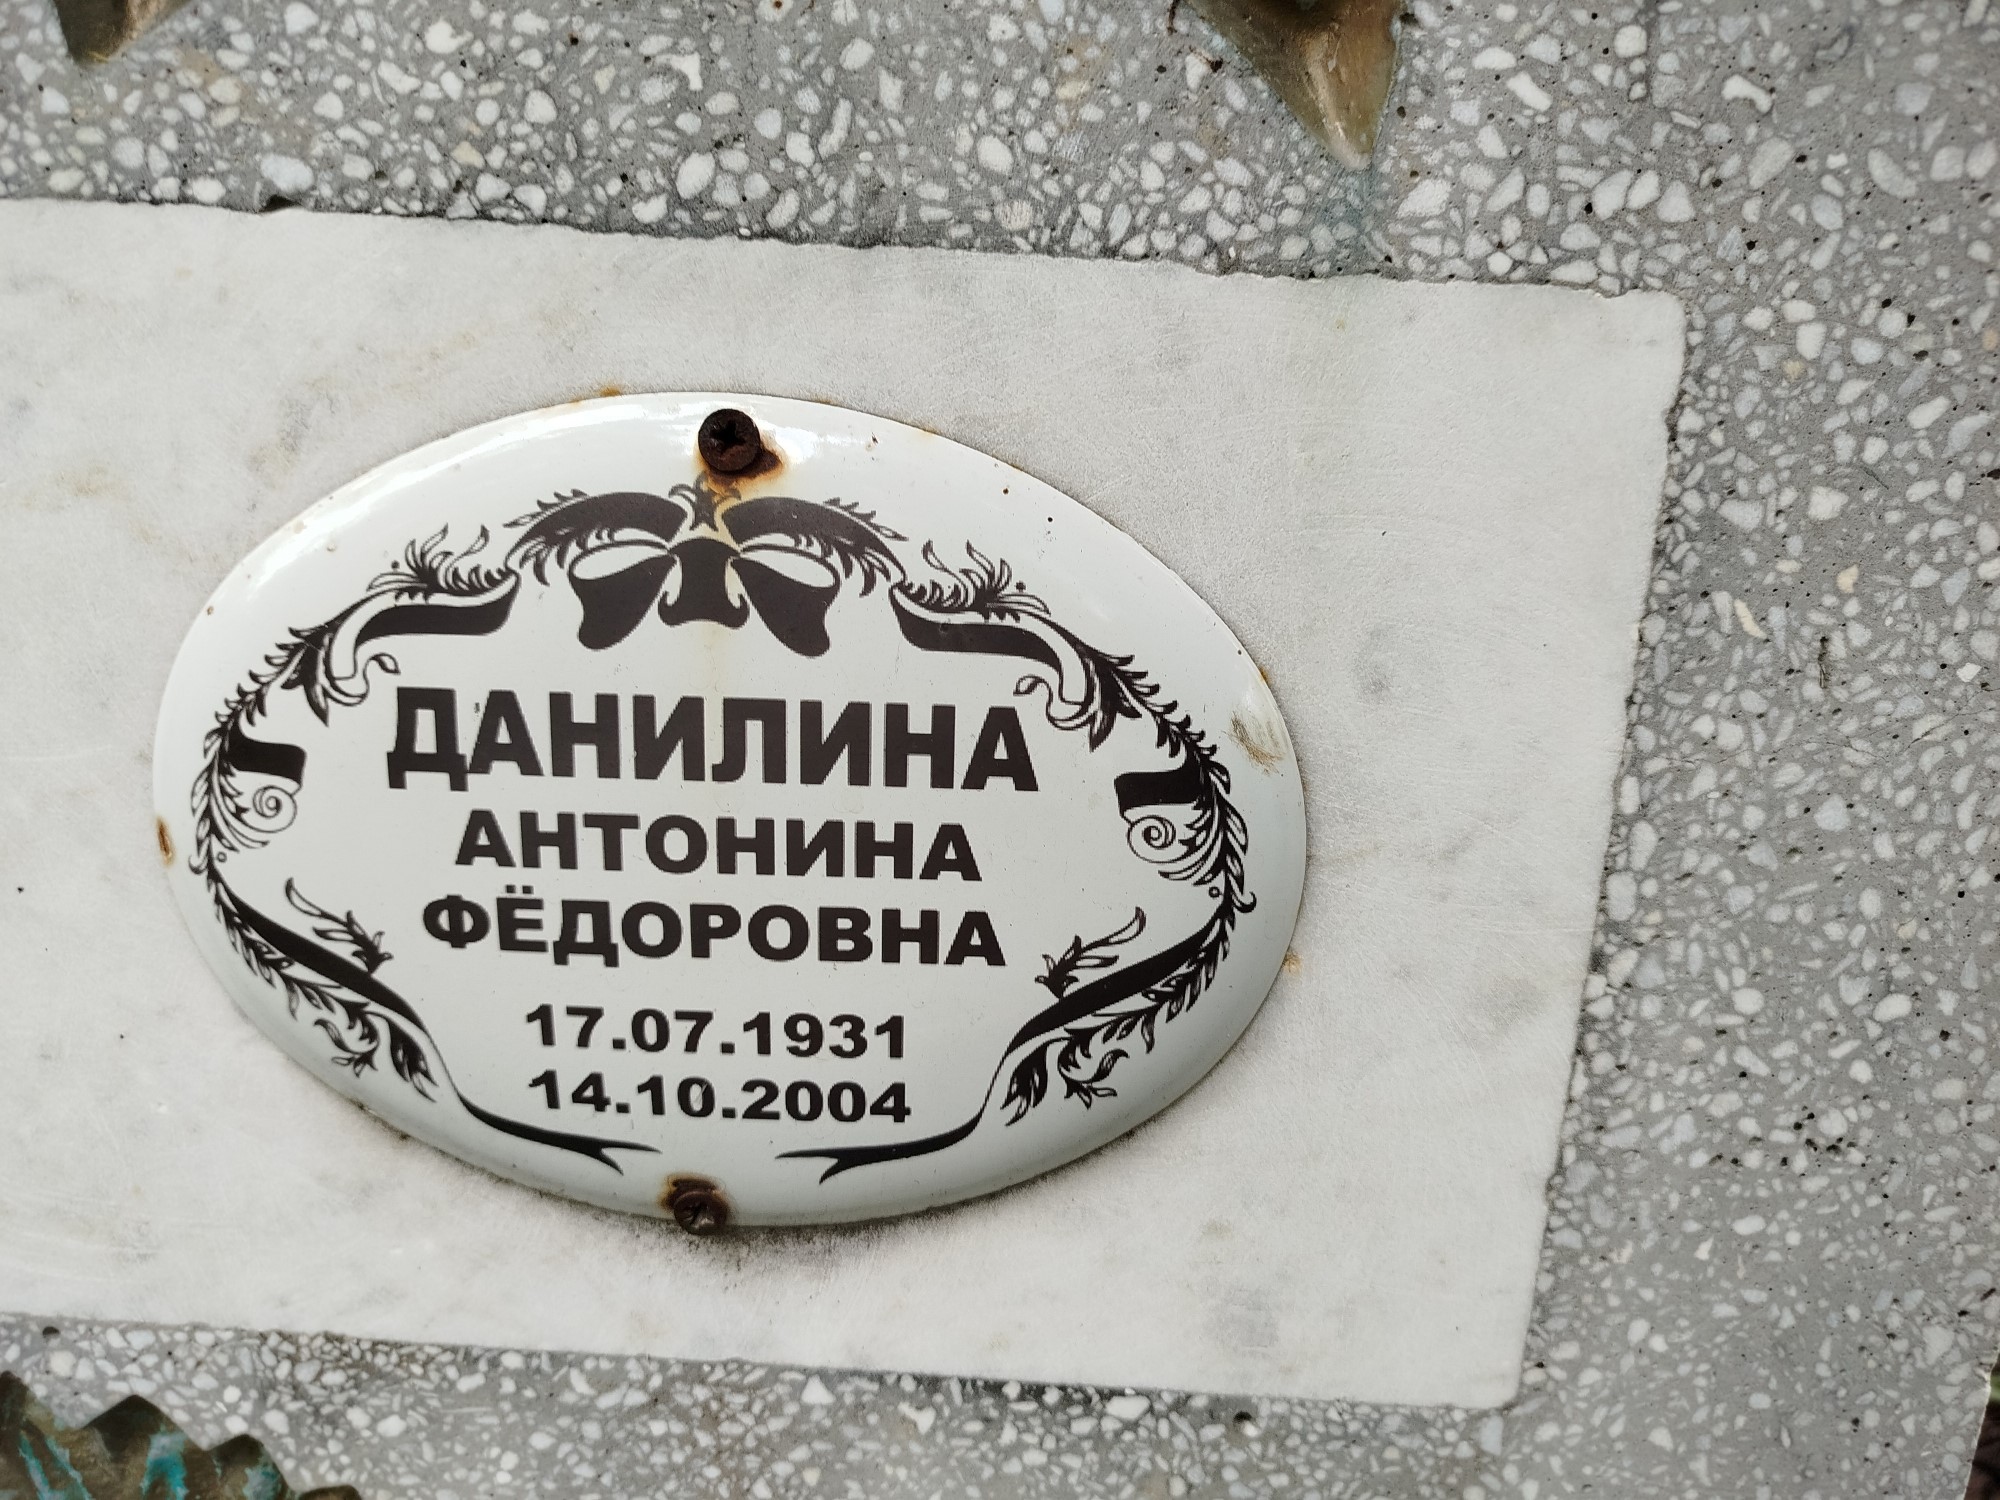 ДАНИЛИНА
АНТОНИНА
ФЁДОРОВНА
17.07.1931
14.10.2004